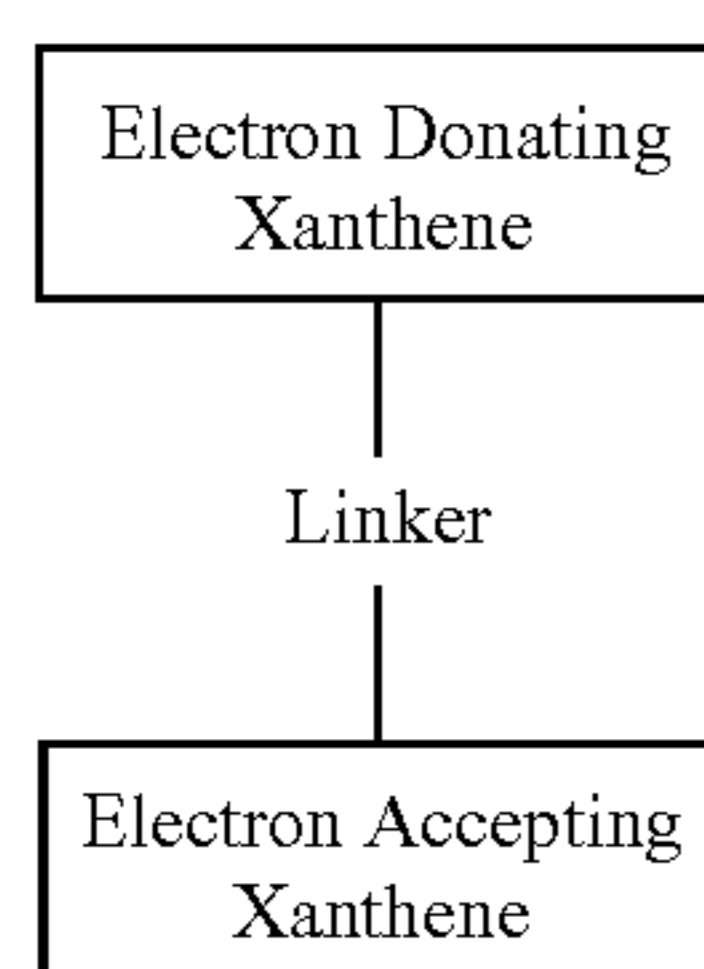 Electron Donating
Xanthene
Linker
Electron Accepting
Xanthene